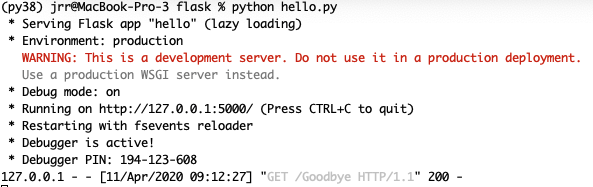 (py38) jrr@MacBook-Pro-3 flask % python hello.py
* Serving Flask app "hello" (lazy loading)
* Environment: production
WARNING: This is a development server. Do not use it in a production deployment.
Use a production WSGI server instead.
* Debug mode: on
* Running on http://127.0.0.1:5000/ (Press CTRL+C to quit)
* Restarting with fsevents reloader
* Debugger is active!
* Debugger PIN: 194-123-608
127.0.0.1 - - [11/Apr/2020 09:12:27] "GET /Goodbye HTTP/1.1" 200 -